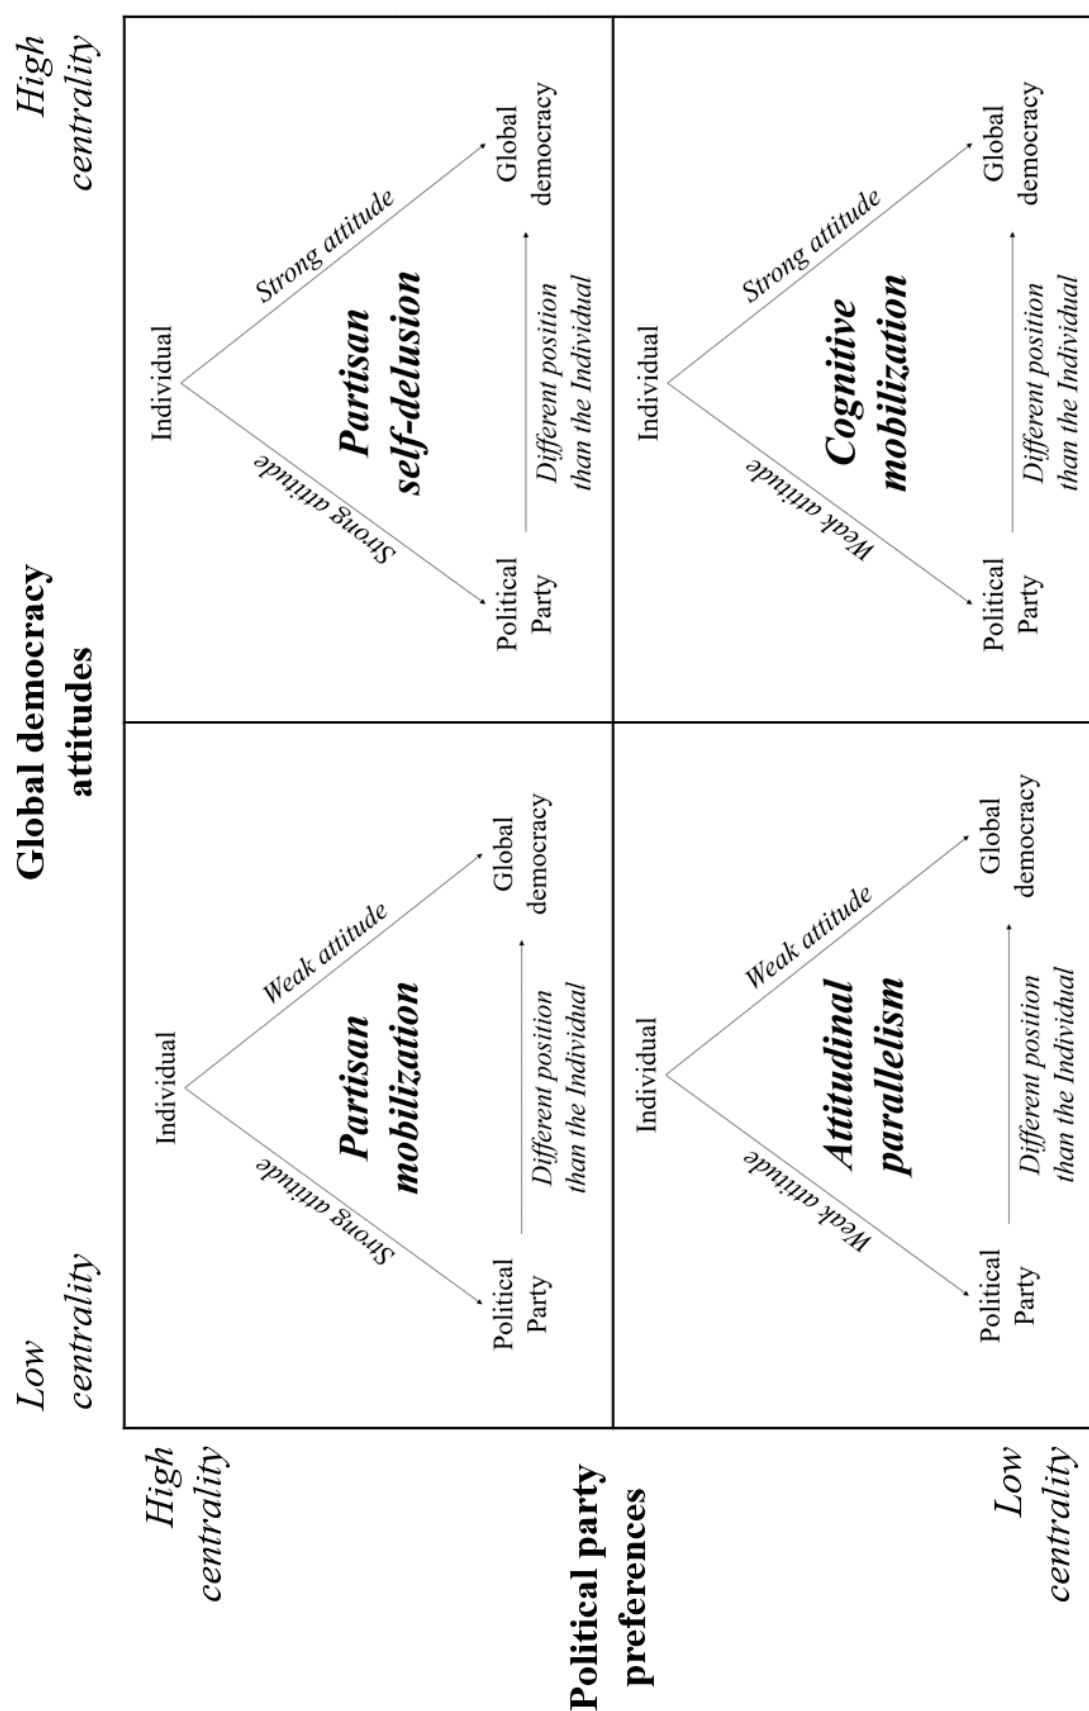 Global democracy
attitudes
Low
centrality
High
centrality
Political party
preferences
High
centrality
Low
centrality
Individual
Strong attitude
Weak attitude
Partisan
mobilization
Political
Party
Different position
than the Individual
Global
democracy
Individual
Strong attitude
Strong attitude
Partisan
self-delusion
Political
Party
Different position
than the Individual
Global
democracy
Individual
Weak attitude
Weak attitude
Attitudinal
parallelism
Political
Party
Different position
than the Individual
Global
democracy
Individual
Weak attitude
Strong attitude
Cognitive
mobilization
Political
Party
Different position
than the Individual
Global
democracy